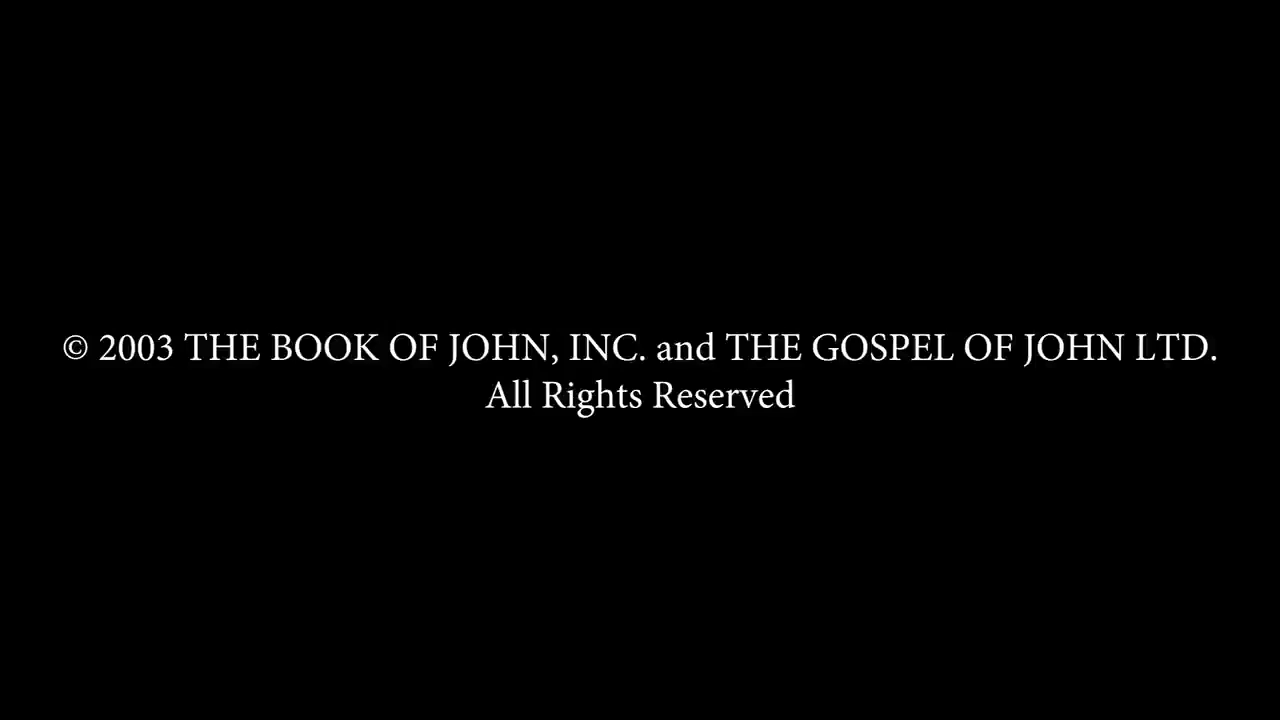 © 2003 THE BOOK OF JOHN, INC. and THE GOSPEL OF JOHN LTD.
All Rights Reserved